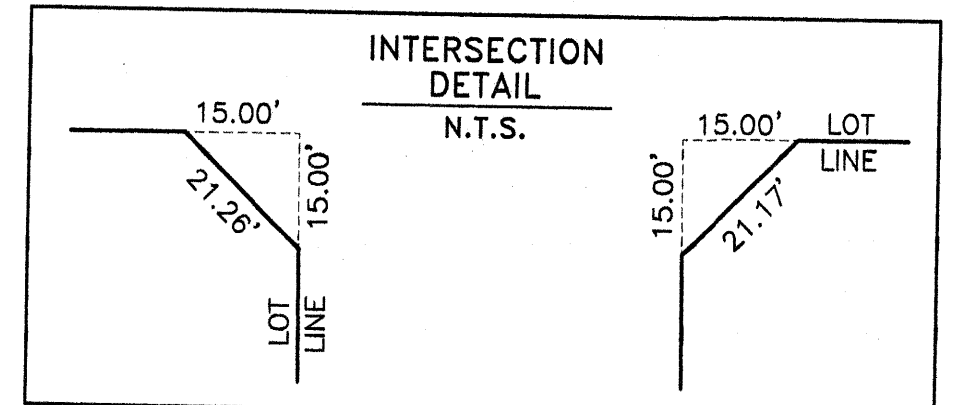 INTERSECTION
DETAIL
N.T.S.
15.00'
15.00'
21.26'
LOT
LINE
15.00'
15.00'
21.17'
LOT
LINE